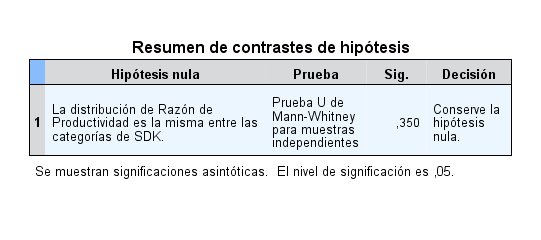 Resumen de contrastes de hipótesis
Hipótesis nula Prueba Sig. Decisión
1 La distribución de Razón de Productividad es la misma entre las categorías de SDK. Prueba U de Mann-Whitney para muestras independientes ,350 Conserve la hipótesis nula.
Se muestran significaciones asintóticas. El nivel de significación es ,05.